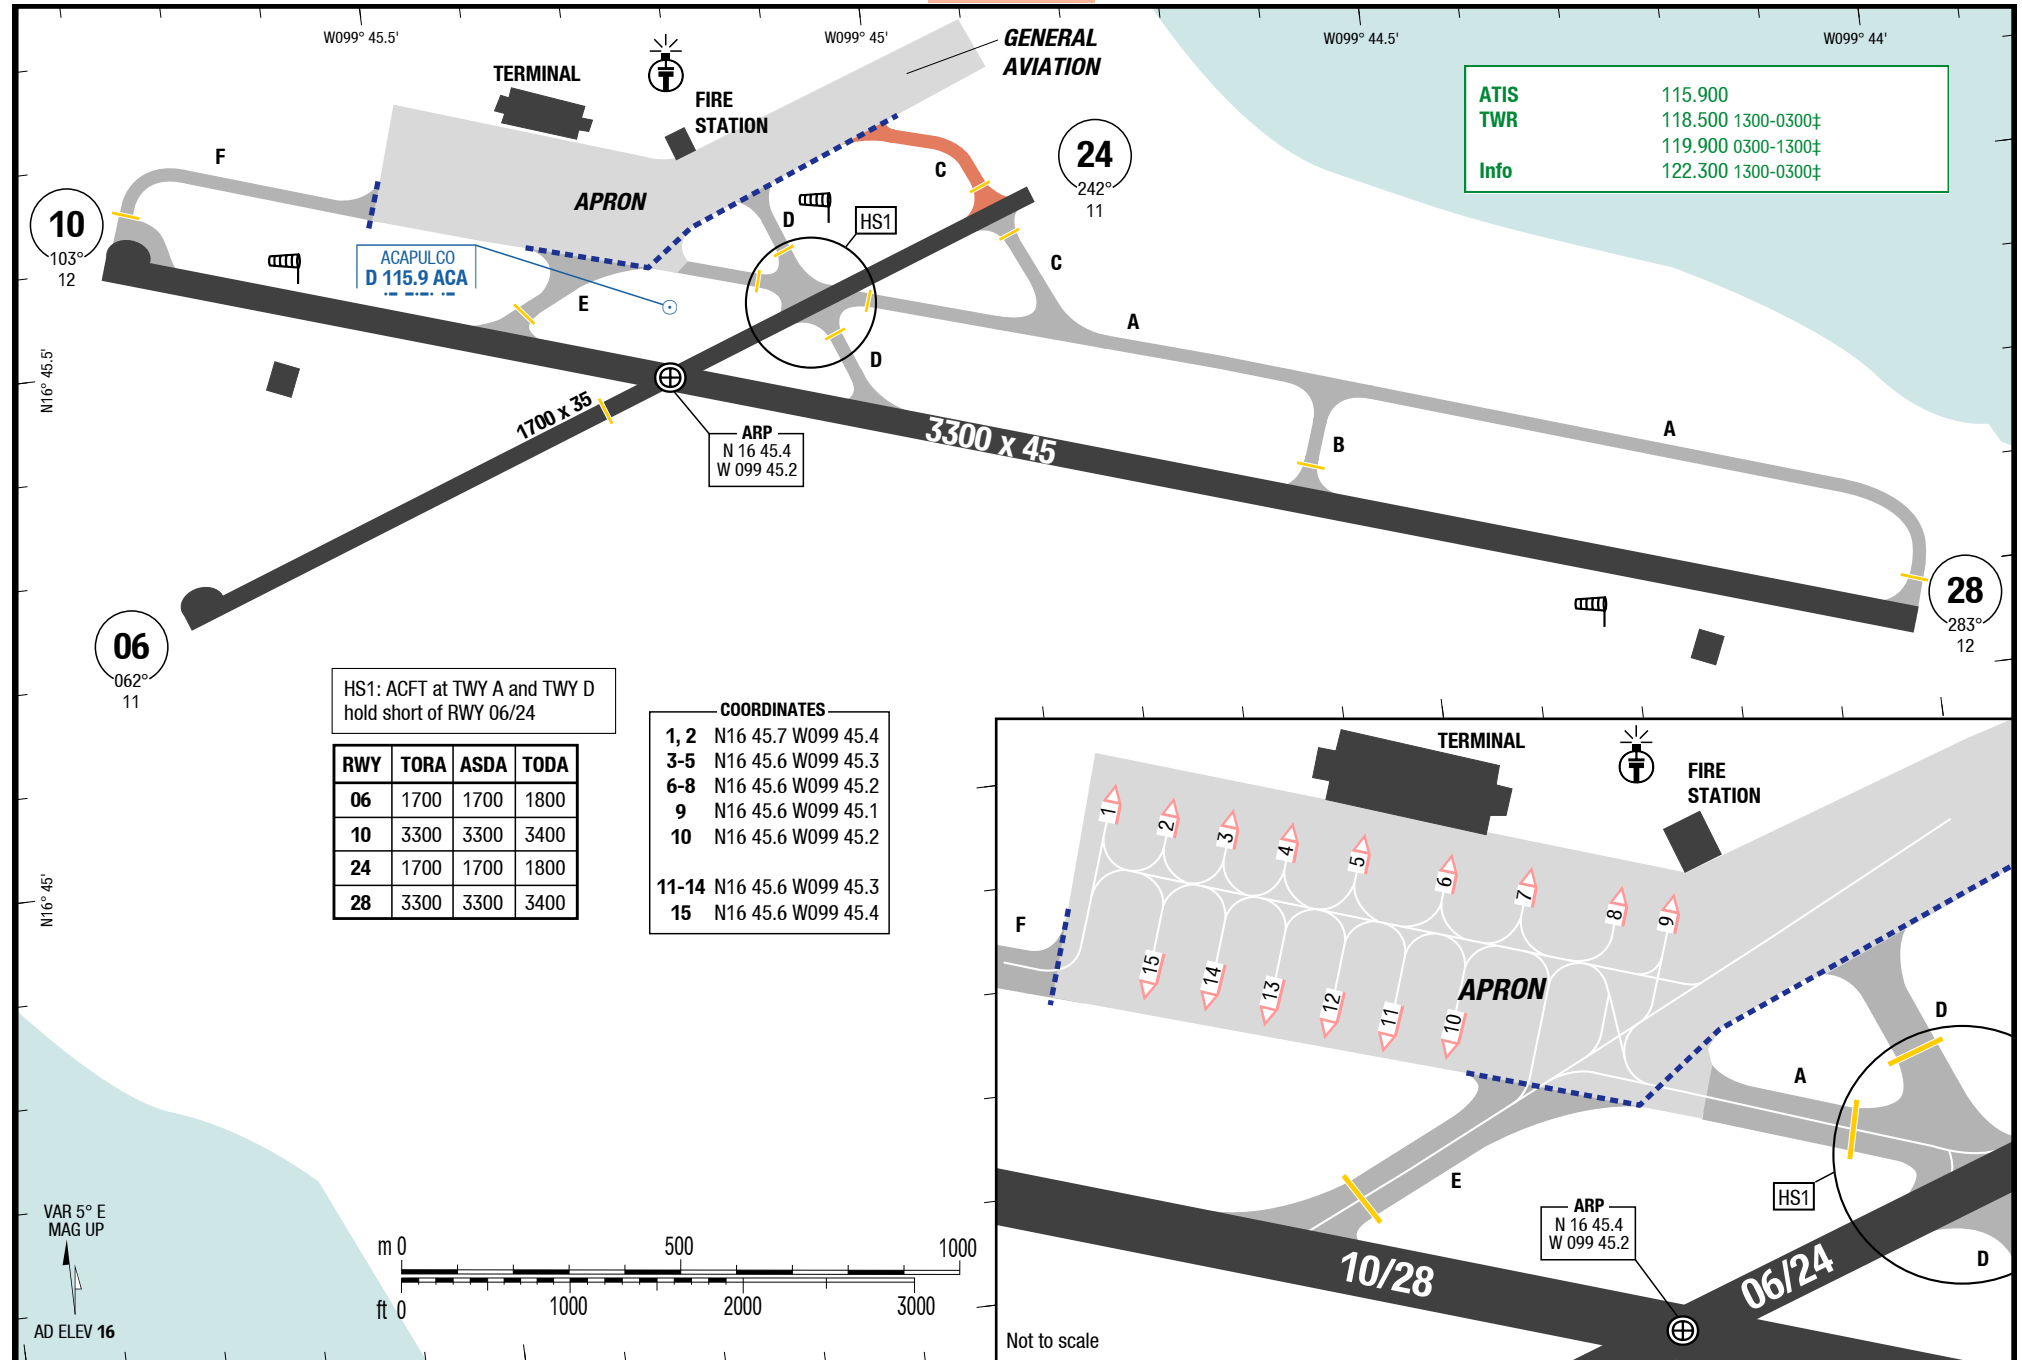 W099° 45.5'
W099° 45'
W099° 44.5'
W099° 44'
GENERAL
AVIATION
TERMINAL
FIRE
STATION
ATIS 115.900
TWR 118.500 1300-0300‡
119.900 0300-1300‡
Info 122.300 1300-0300‡
F
C
24
242°
11
APRON
D
HS1
10
103°
12
ACAPULCO
D 115.9 ACA
C
E
A
D
N16° 45.5'
1700 x 35
ARP
N 16 45.4
W 099 45.2
3300 x 45
B
A
28
283°
12
06
062°
11
HS1: ACFT at TWY A and TWY D
hold short of RWY 06/24
RWY TORA ASDA TODA
06 1700 1700 1800
10 3300 3300 3400
24 1700 1700 1800
28 3300 3300 3400
COORDINATES
1, 2 N16 45.7 W099 45.4
3-5 N16 45.6 W099 45.3
6-8 N16 45.6 W099 45.2
9 N16 45.6 W099 45.1
10 N16 45.6 W099 45.2
11-14 N16 45.6 W099 45.3
15 N16 45.6 W099 45.4
N16° 45'
TERMINAL
FIRE
STATION
1
2
3
4
5
6
7
8
9
F
15
14
13
12
11
10
APRON
D
A
E
HS1
ARP
N 16 45.4
W 099 45.2
D
10/28
06/24
Not to scale
VAR 5° E
MAG UP
AD ELEV 16
m 0 500 1000
ft 0 1000 2000 3000